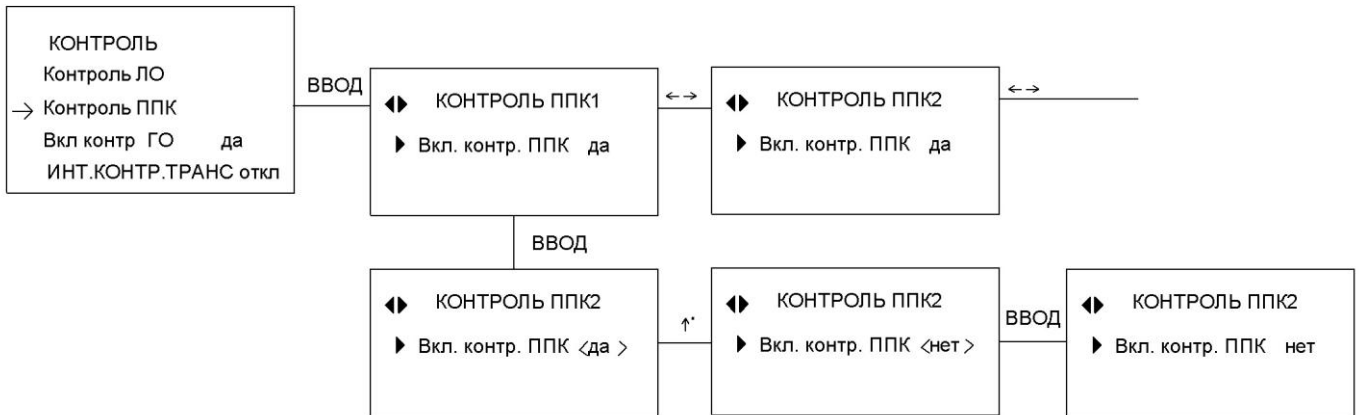 КОНТРОЛЬ
Контроль ЛО
→ Контроль ППК
Вкл контр ГО да
ИНТ.КОНТР.ТРАНС откл
ВВОД
КОНТРОЛЬ ППК1
Вкл. контр. ППК да
←→
КОНТРОЛЬ ППК2
Вкл. контр. ППК да
←→
ВВОД
КОНТРОЛЬ ППК2
Вкл. контр. ППК <да >
↑
КОНТРОЛЬ ППК2
Вкл. контр. ППК <нет >
ВВОД
КОНТРОЛЬ ППК2
Вкл. контр. ППК нет